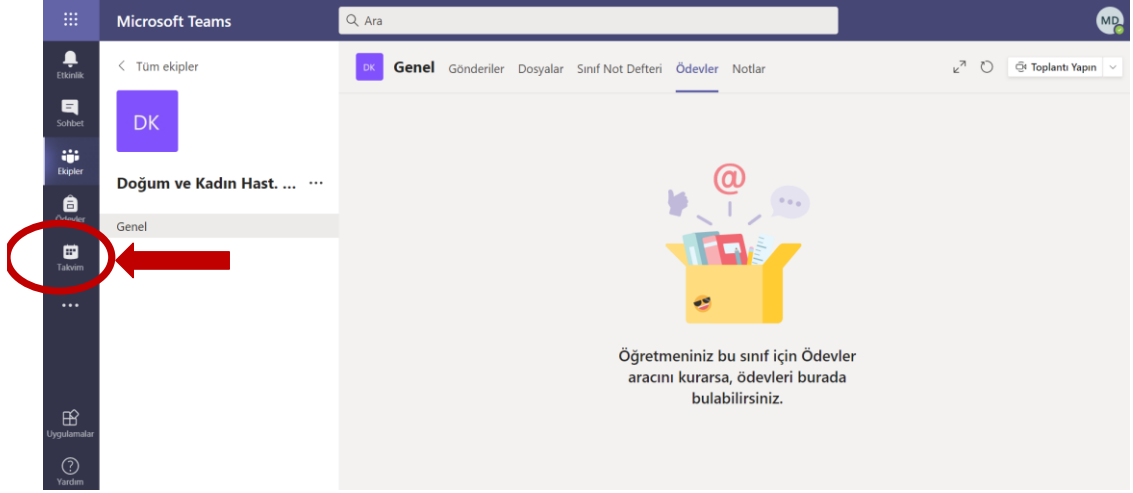 Microsoft Teams
Ara
MD
Etkinlik
Sohbet
Ekipler
Ödevler
Takvim
Uygulamalar
Yardım
Tüm ekipler
DK
Doğum ve Kadın Hast. ... ...
Genel
DK Genel Gönderiler Dosyalar Sınıf Not Defteri Ödevler Notlar
Toplantı Yapın
@
Öğretmeniniz bu sınıf için Ödevler
aracını kurarsa, ödevleri burada
bulabilirsiniz.